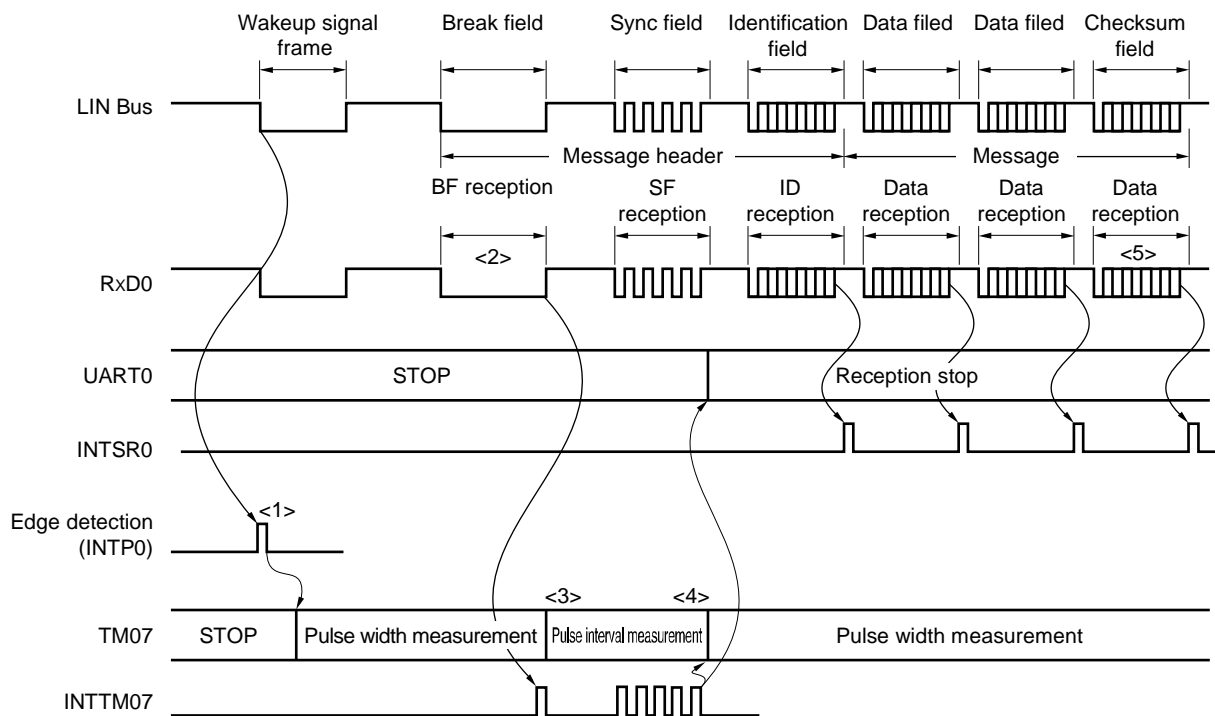 Wakeup signal frame
Break field
Sync field
Identification field
Data filed
Data filed
Checksum field
LIN Bus
Message header
Message
BF reception
SF reception
ID reception
Data reception
Data reception
Data reception
<2>
<5>
RxD0
UART0
STOP
Reception stop
INTSR0
<1>
Edge detection (INTP0)
<3>
<4>
TM07
STOP
Pulse width measurement
Pulse interval measurement
Pulse width measurement
INTTM07